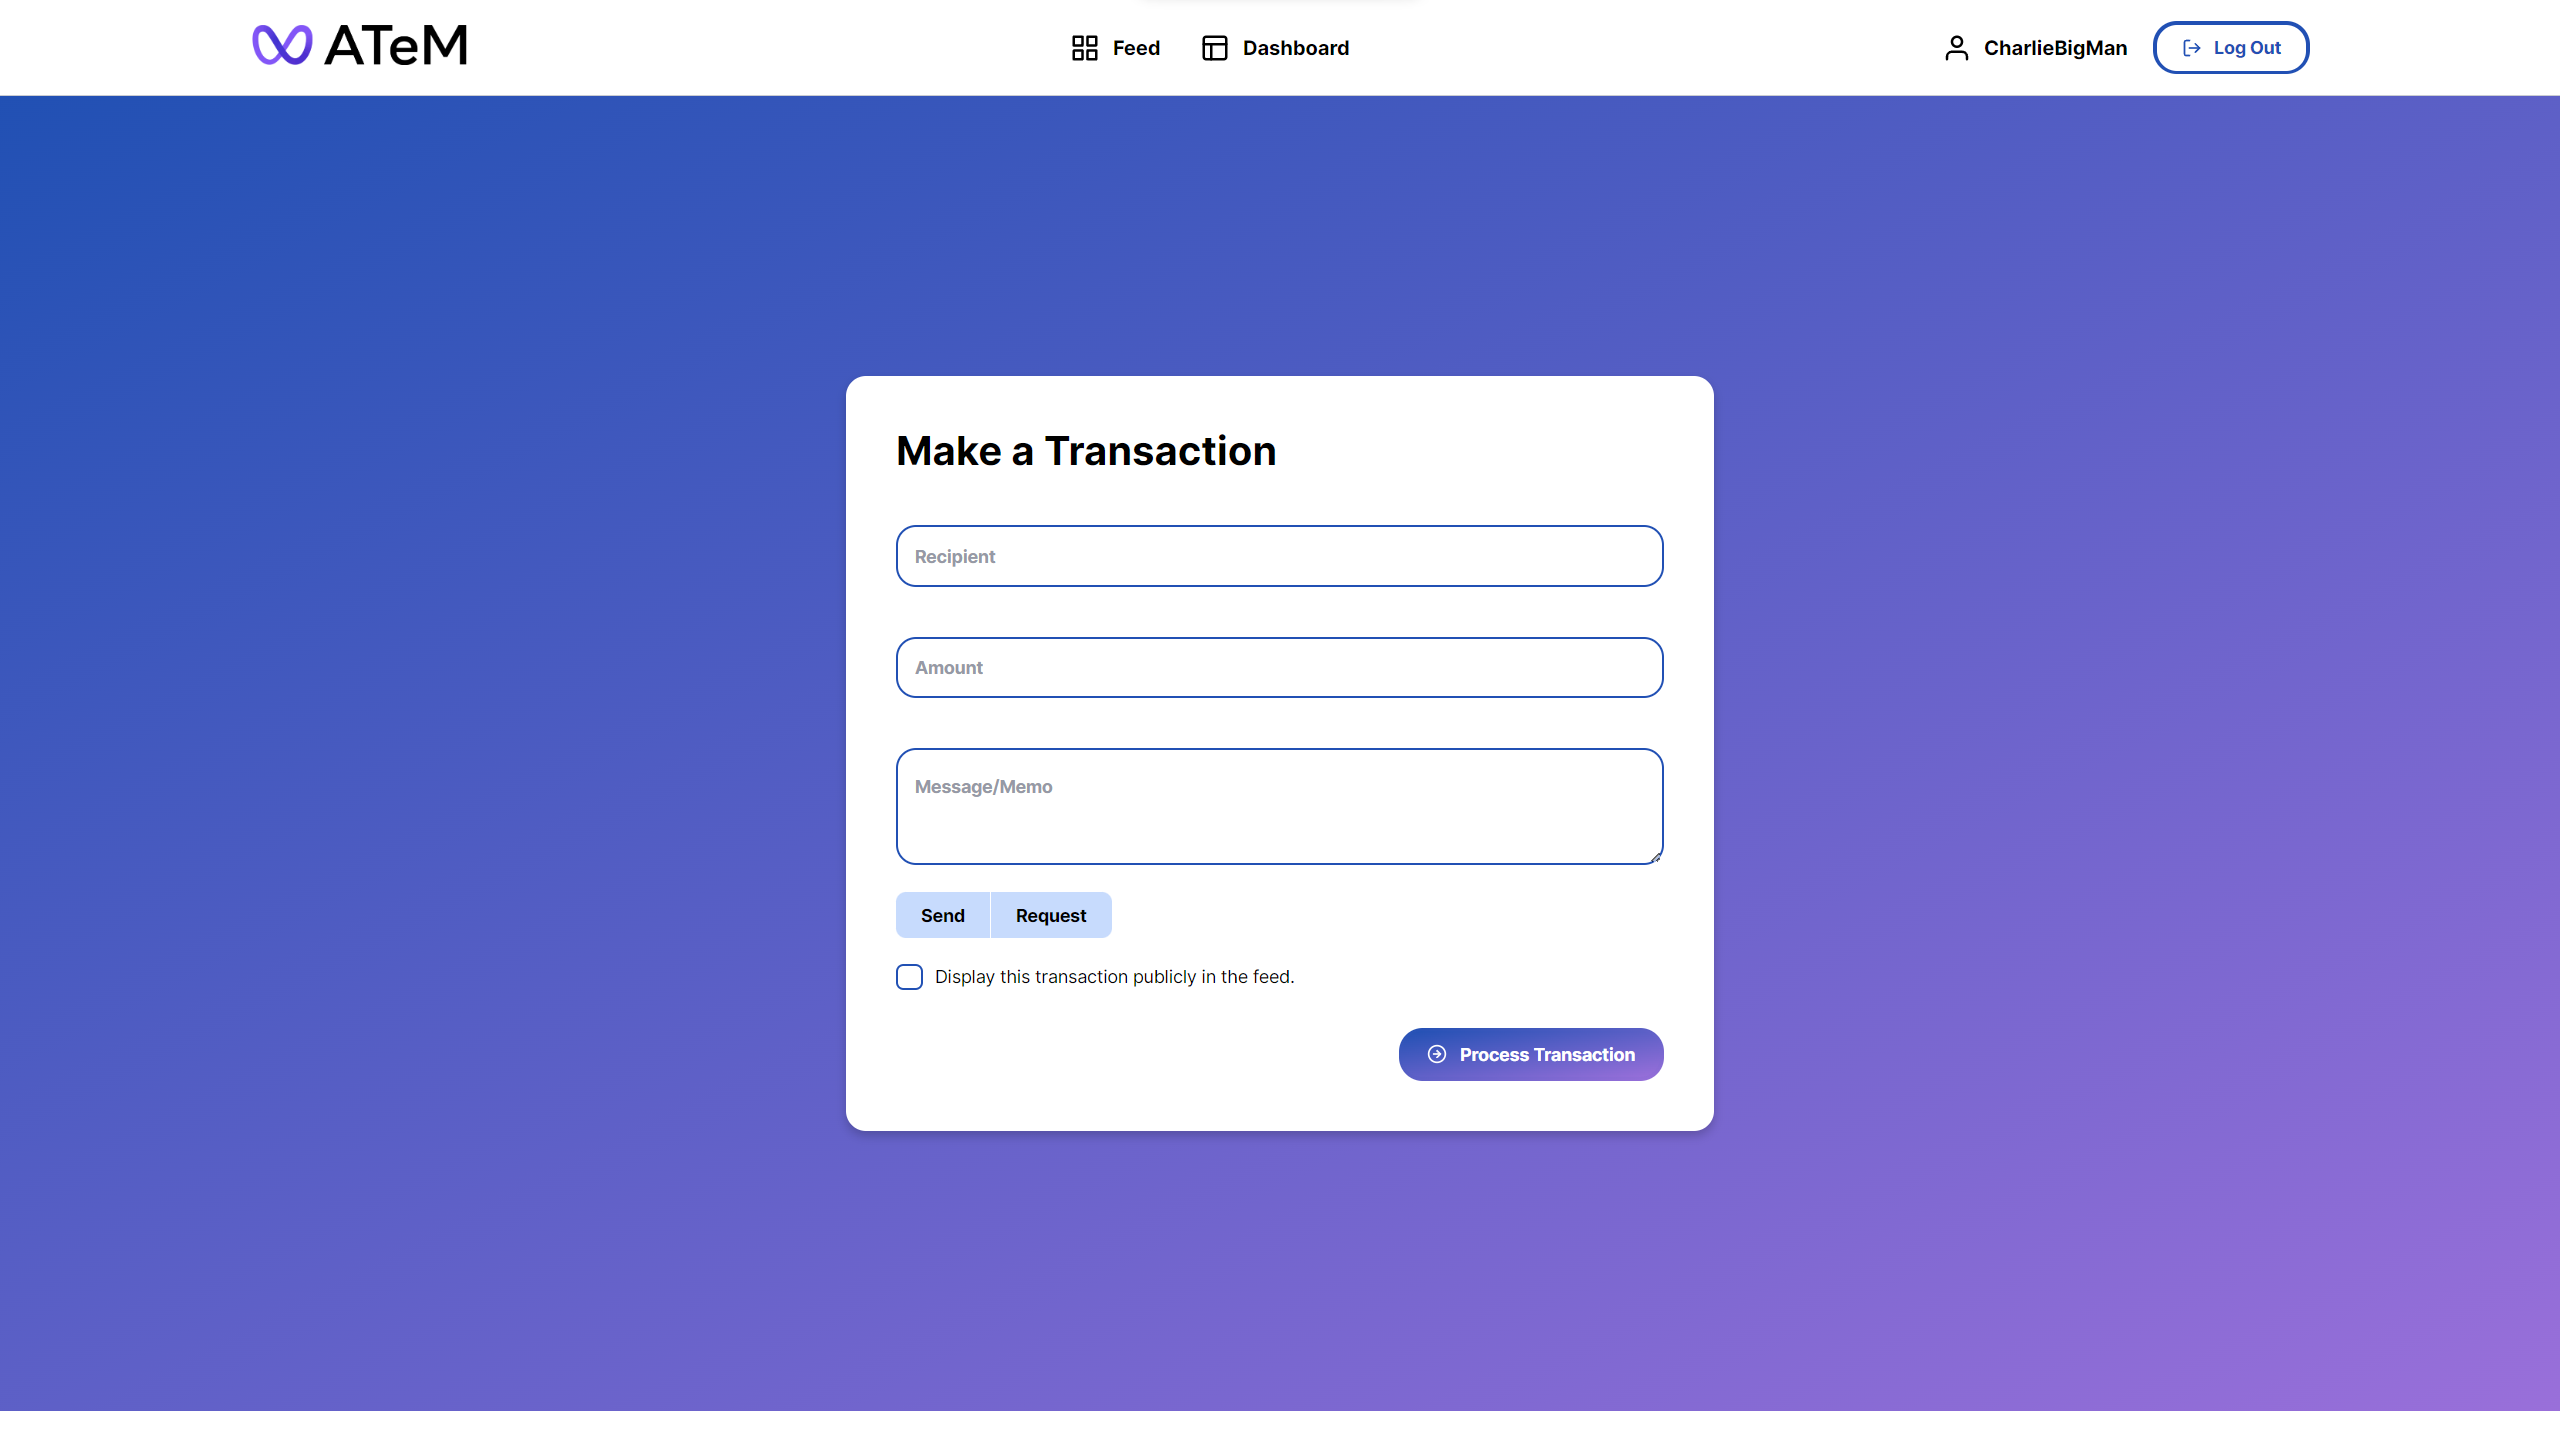 ATeM
Feed
Dashboard
CharlieBigMan
Log Out
Make a Transaction
Recipient
Amount
Message/Memo
Send
Request
Display this transaction publicly in the feed.
Process Transaction